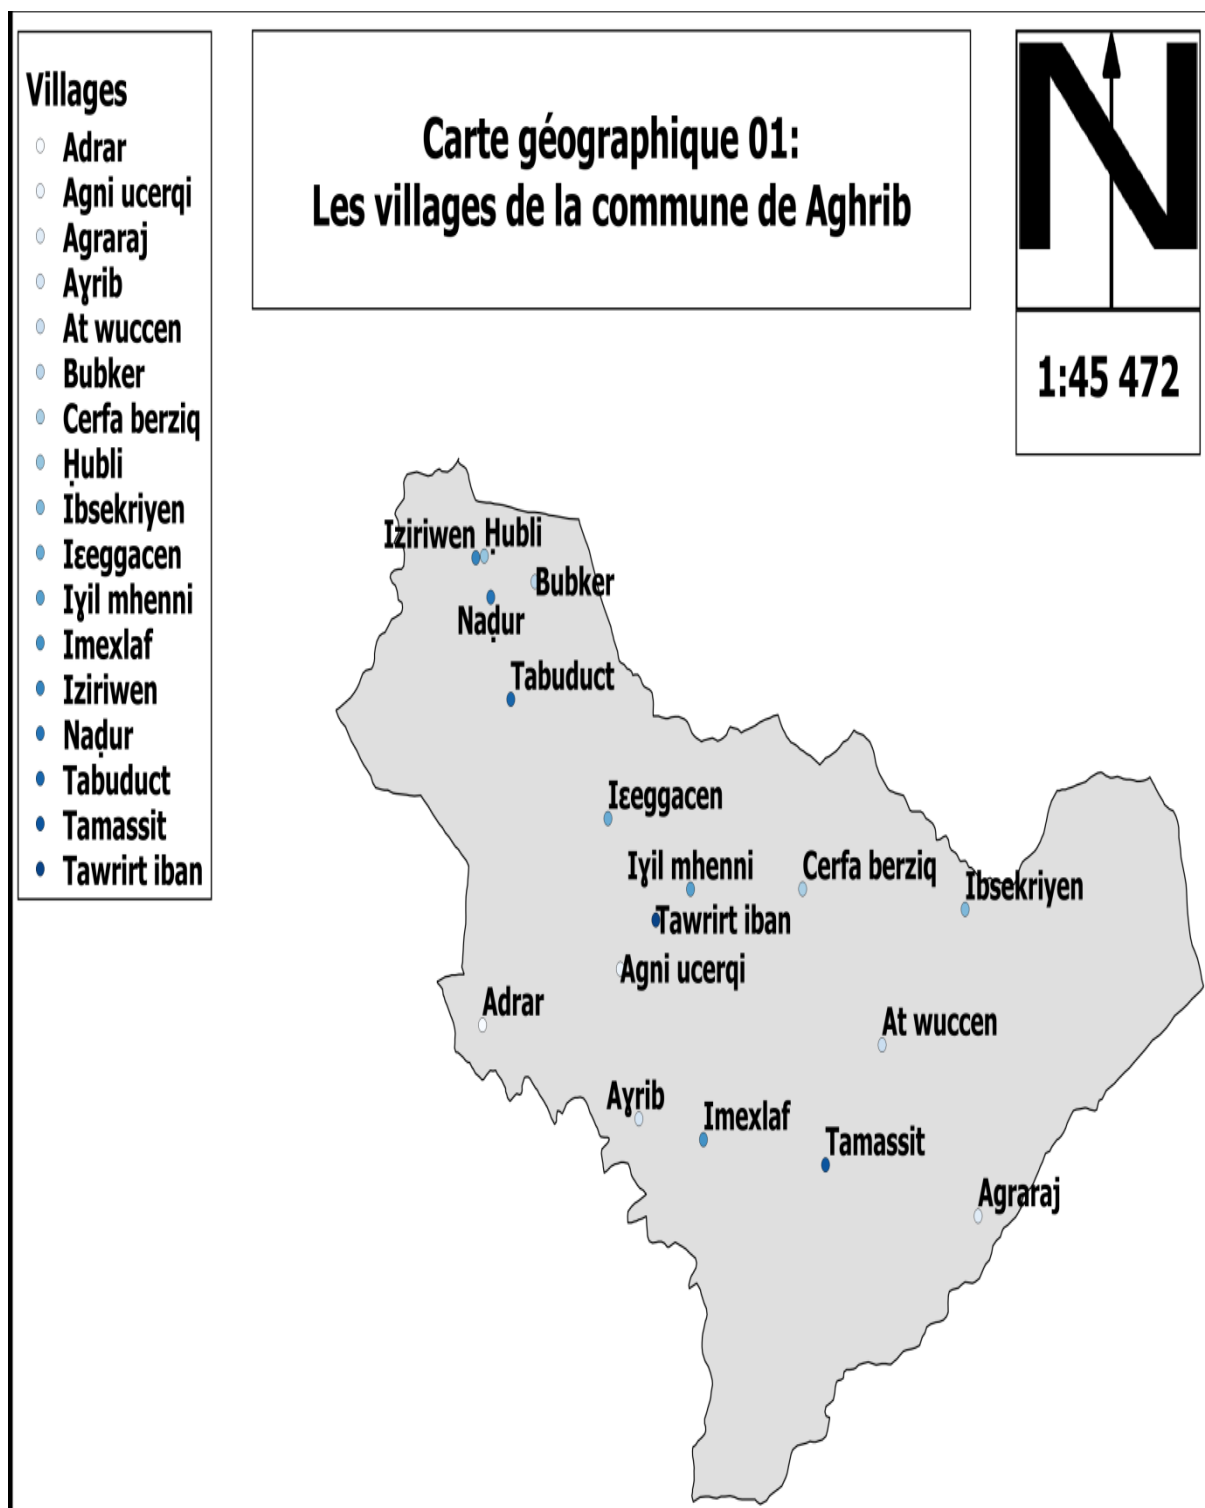 Villages
Adrar
Agni ucerqi
Agraraj
Aɣrib
At wuccen
Bubker
Cerfa berziq
Ḥubli
Ibsekriyen
Iɛeggacen
Iɣil mhenni
Imexlaf
Iziriwen
Naḍur
Tabuduct
Tamassit
Tawrirt iban
Carte géographique 01:
Les villages de la commune de Aghrib
N
1:45 472
Iziriwen
Ḥubli
Bubker
Naḍur
Tabuduct
Iɛeggacen
Iɣil mhenni
Cerfa berziq
Ibsekriyen
Tawrirt iban
Agni ucerqi
Adrar
At wuccen
Aɣrib
Imexlaf
Tamassit
Agraraj